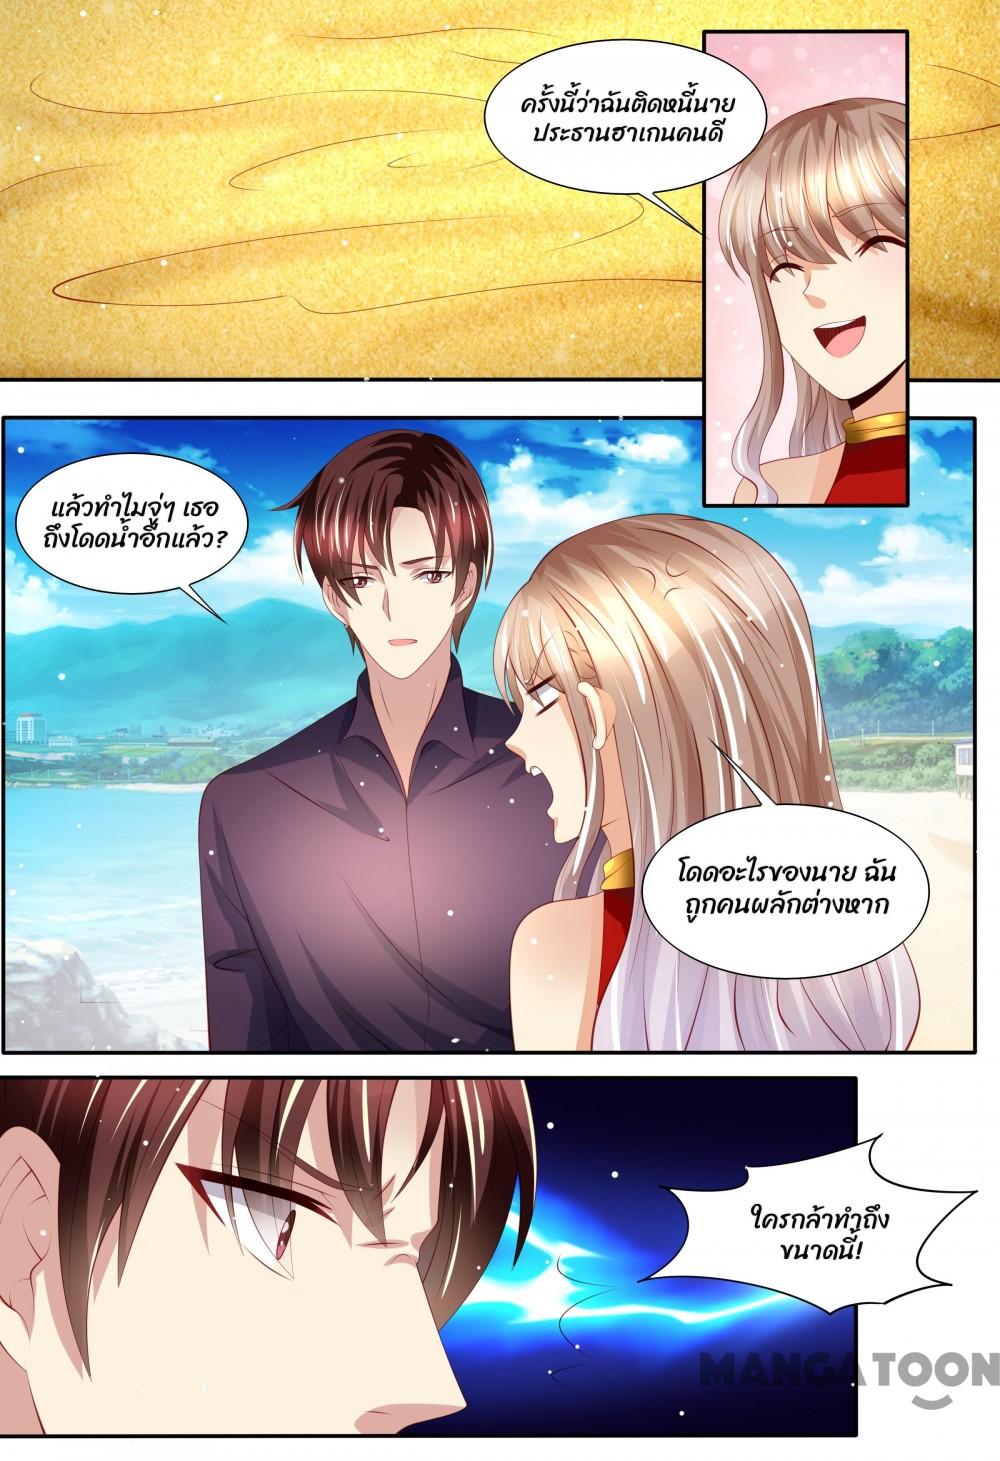 ครั้งนี้ว่าฉันติดหนี้นาย
ประธานฮาเกนคนดี
แล้วทำไมจู่ๆ เธอ
ถึงโดดน้ำอีกแล้ว?
โดดอะไรของนาย ฉัน
ถูกคนผลักต่างหาก
ใครกล้าทำถึง
ขนาดนี้!
MANGATOON